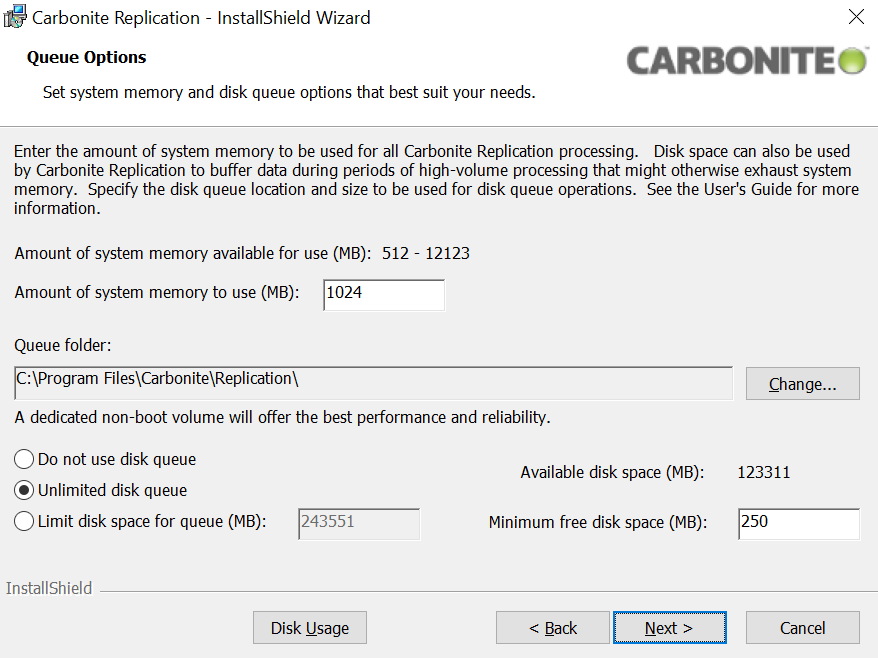 Carbonite Replication - InstallShield Wizard
Queue Options
CARBONITE
Set system memory and disk queue options that best suit your needs.
Enter the amount of system memory to be used for all Carbonite Replication processing.   Disk space can also be used
by Carbonite Replication to buffer data during periods of high-volume processing that might otherwise exhaust system
memory.  Specify the disk queue location and size to be used for disk queue operations.  See the User's Guide for more
information.
Amount of system memory available for use (MB):  512 - 12123
Amount of system memory to use (MB): 1024
Queue folder:
C:\Program Files\Carbonite\Replication\ Change...
A dedicated non-boot volume will offer the best performance and reliability.
Do not use disk queue
Available disk space (MB): 123311
Unlimited disk queue
Limit disk space for queue (MB): 243551 Minimum free disk space (MB): 250
InstallShield
Disk Usage < Back Next > Cancel